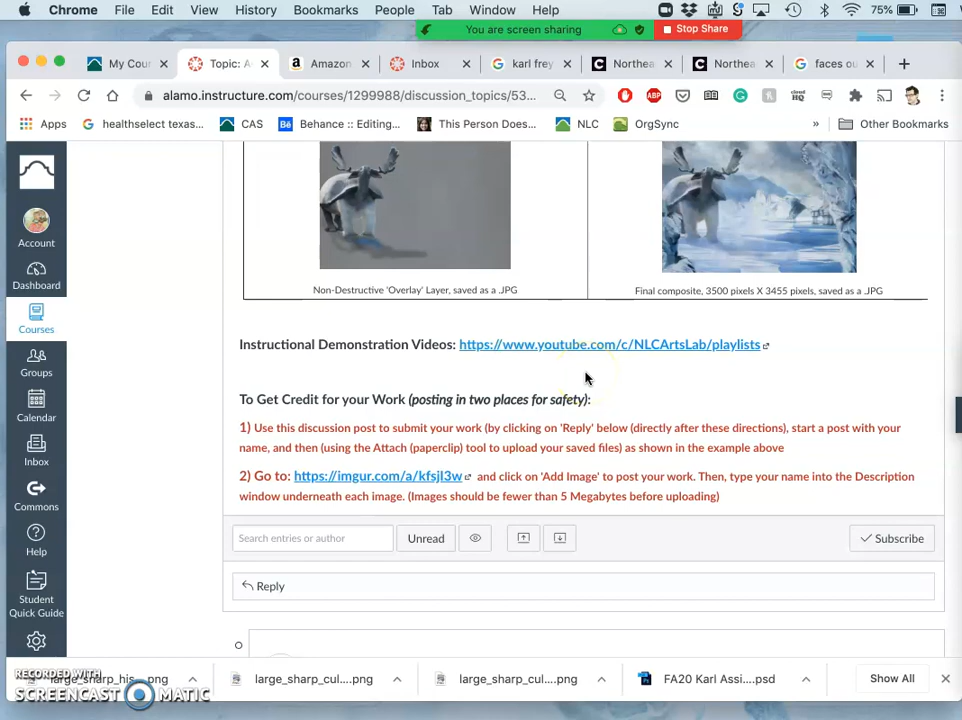 Chrome File Edit View History Bookmarks People Tab Window Help 75%
You are screen sharing Stop Share
My Cour Topic: A Amazon Inbox karl frey Northea Northea faces ou
alamo.instructure.com/courses/1299988/discussion_topics/53...
Apps healthselect texas... CAS Behance :: Editing... This Person Does... NLC OrgSync » Other Bookmarks
Account
Dashboard
Courses
Groups
Calendar
Inbox
Commons
Help
Student
Quick Guide
Non-Destructive 'Overlay' Layer, saved as a .JPG
Final composite, 3500 pixels X 3455 pixels, saved as a .JPG
Instructional Demonstration Videos: https://www.youtube.com/c/NLCArtsLab/playlists
To Get Credit for your Work (posting in two places for safety):
1) Use this discussion post to submit your work (by clicking on 'Reply' below (directly after these directions), start a post with your
name, and then (using the Attach (paperclip) tool to upload your saved files) as shown in the example above
2) Go to: https://imgur.com/a/kfsjl3w and click on 'Add Image' to post your work. Then, type your name into the Description
window underneath each image. (Images should be fewer than 5 Megabytes before uploading)
Search entries or author Unread Subscribe
Reply
large_sharp_his....png large_sharp_cul....png large_sharp_cul....png FA20 Karl Assi....psd Show All
RECORDED WITH
SCREENCAST MATIC